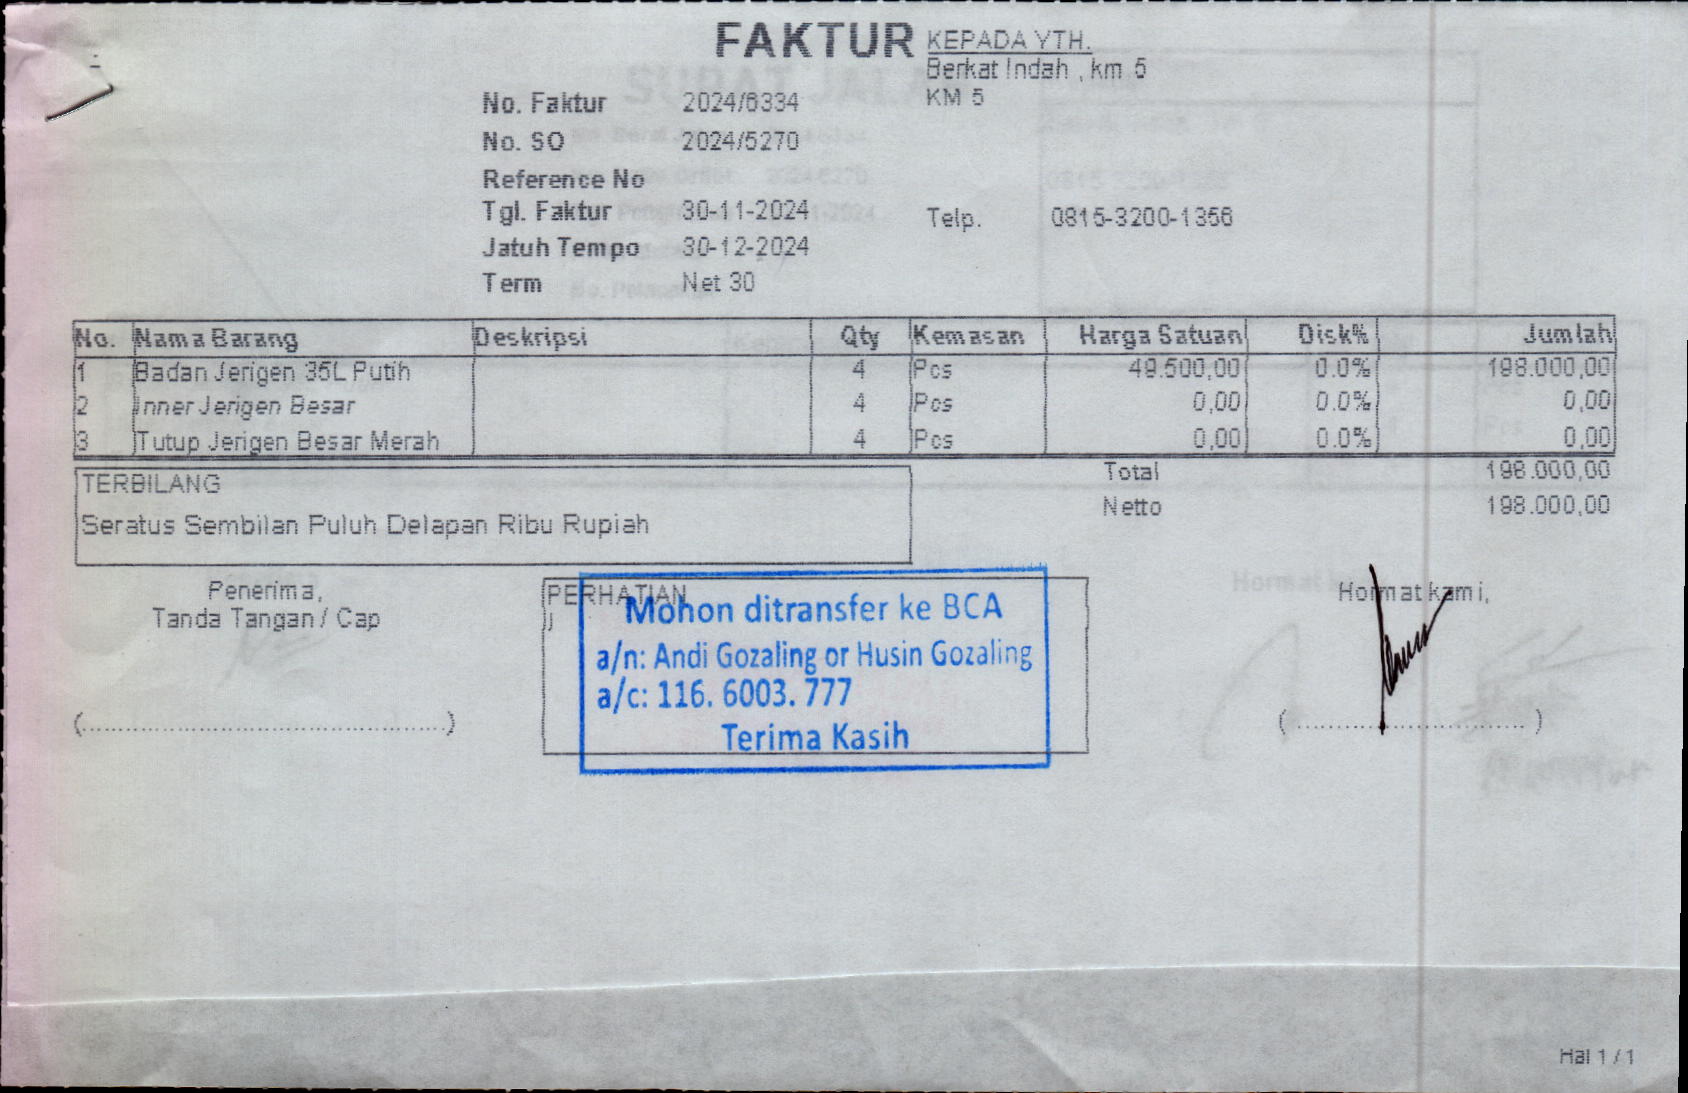 FAKTUR
KEPADA YTH.
Berkat Indah , km 5
KM 5
No. Faktur 2024/6334
No. SO 2024/5270
Reference No
Tgl. Faktur 30-11-2024
Telp. 0815-3200-1356
Jatuh Tempo 30-12-2024
Term Net 30
No. Nama Barang Deskripsi Qty Kemasan Harga Satuan Disk% Jumlah
1 Badan Jerigen 35L Putih 4 Pcs 49.500,00 0.0% 198.000,00
2 Inner Jerigen Besar 4 Pcs 0,00 0.0% 0,00
3 Tutup Jerigen Besar Merah 4 Pcs 0,00 0.0% 0,00
Total 198.000,00
Netto 198.000,00
TERBILANG
Seratus Sembilan Puluh Delapan Ribu Rupiah
Penerima,
Tanda Tangan / Cap
(...............................................)
PERHATIAN
Mohon ditransfer ke BCA
a/n: Andi Gozaling or Husin Gozaling
a/c: 116. 6003. 777
Terima Kasih
Hormat kami,
(.............................. )
Hal 1 / 1